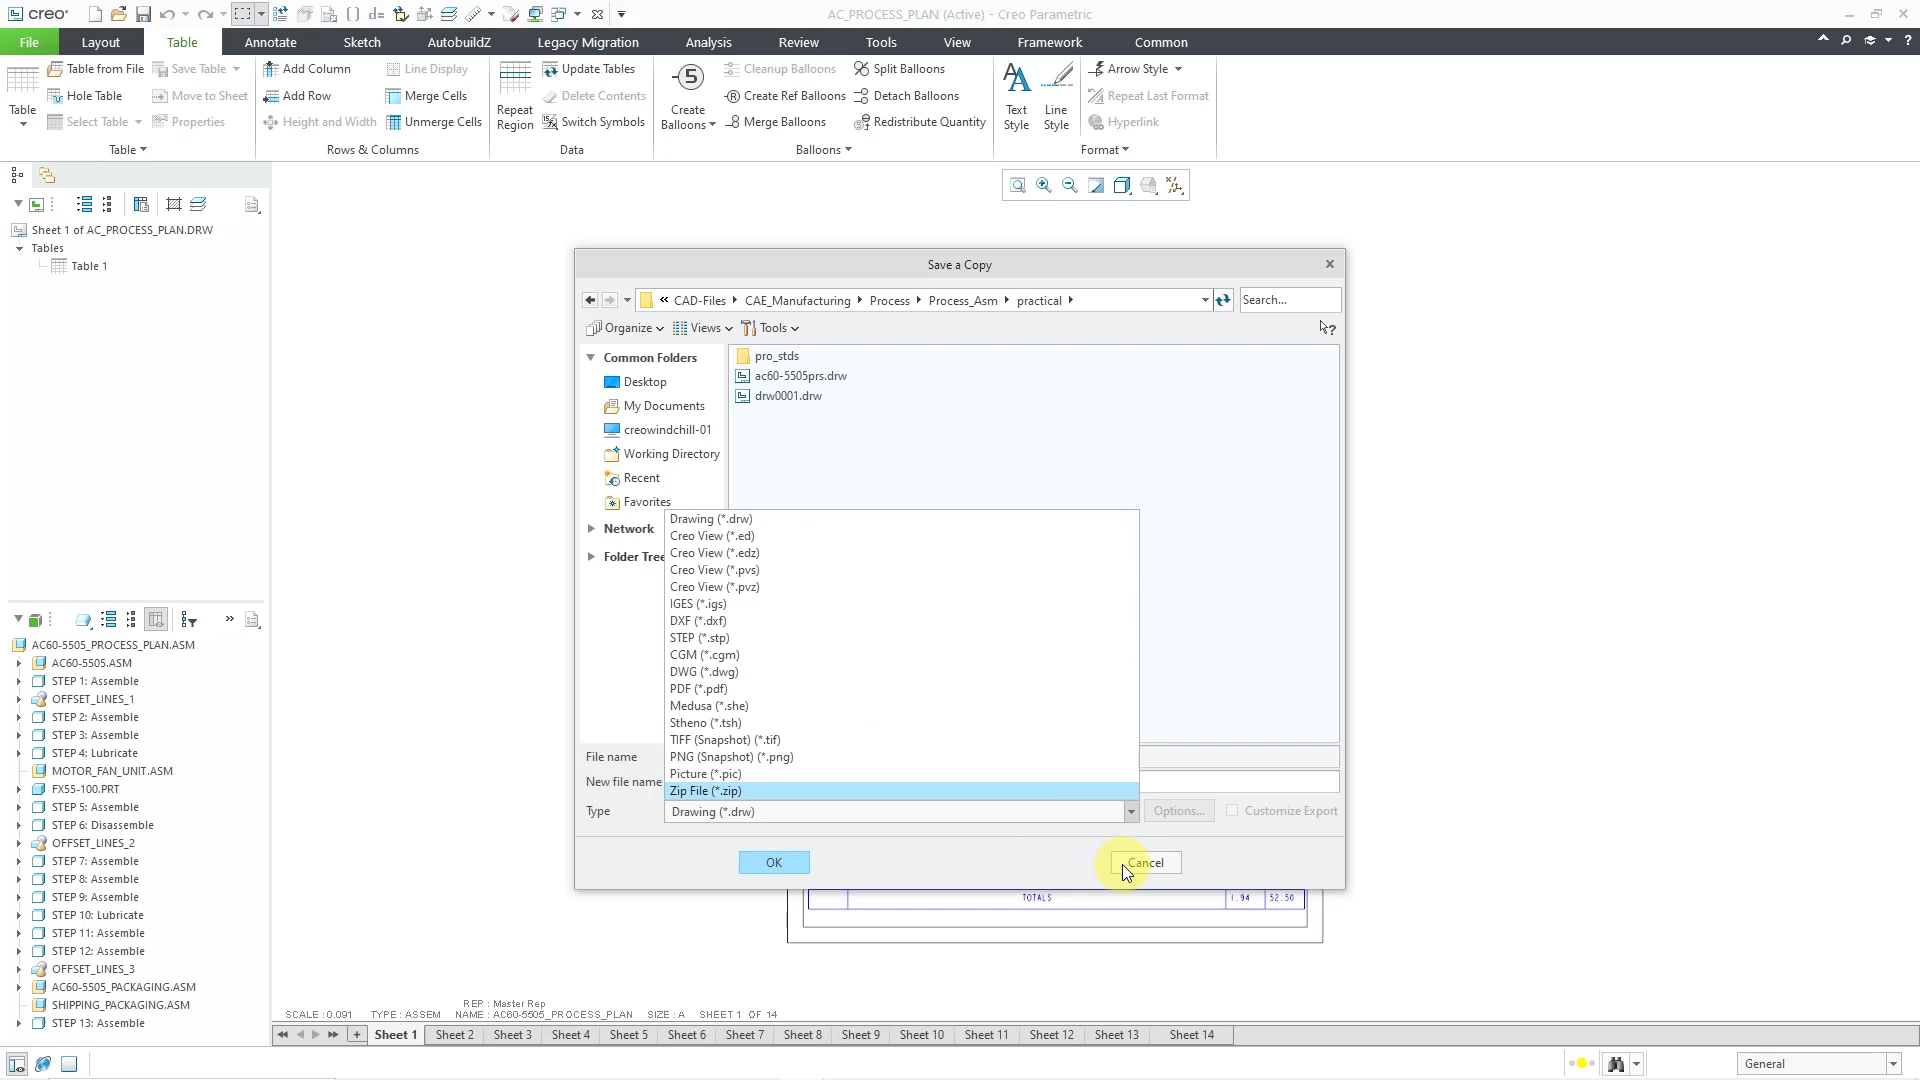 creo
AC_PROCESS_PLAN (Active) - Creo Parametric
File Layout Table Annotate Sketch AutobuildZ Legacy Migration Analysis Review Tools View Framework Common
Table
Table from File
Save Table
Hole Table
Move to Sheet
Select Table
Properties
Table
Add Column
Line Display
Add Row
Merge Cells
Height and Width
Unmerge Cells
Rows & Columns
Repeat Region
Update Tables
Delete Contents
Switch Symbols
Data
5
Create Balloons
Cleanup Balloons
Split Balloons
Create Ref Balloons
Detach Balloons
Merge Balloons
Redistribute Quantity
Balloons
Text Style
Line Style
Arrow Style
Repeat Last Format
Hyperlink
Format
Sheet 1 of AC_PROCESS_PLAN.DRW
Tables
Table 1
AC60-5505_PROCESS_PLAN.ASM
AC60-5505.ASM
STEP 1: Assemble
OFFSET_LINES_1
STEP 2: Assemble
STEP 3: Assemble
STEP 4: Lubricate
MOTOR_FAN_UNIT.ASM
FX55-100.PRT
STEP 5: Assemble
STEP 6: Disassemble
OFFSET_LINES_2
STEP 7: Assemble
STEP 8: Assemble
STEP 9: Assemble
STEP 10: Lubricate
STEP 11: Assemble
STEP 12: Assemble
OFFSET_LINES_3
AC60-5505_PACKAGING.ASM
SHIPPING_PACKAGING.ASM
STEP 13: Assemble
Save a Copy
« CAD-Files CAE_Manufacturing Process Process_Asm practical
Search...
Organize Views Tools
Common Folders
Desktop
My Documents
creowindchill-01
Working Directory
Recent
Favorites
Network
Folder Tree
pro_stds
ac60-5505prs.drw
drw0001.drw
Drawing (*.drw)
Creo View (*.ed)
Creo View (*.edz)
Creo View (*.pvs)
Creo View (*.pvz)
IGES (*.igs)
DXF (*.dxf)
STEP (*.stp)
CGM (*.cgm)
DWG (*.dwg)
PDF (*.pdf)
Medusa (*.she)
Stheno (*.tsh)
TIFF (Snapshot) (*.tif)
PNG (Snapshot) (*.png)
Picture (*.pic)
Zip File (*.zip)
File name
New file name
Type
Drawing (*.drw)
Options...
Customize Export
OK
Cancel
TOTALS 1.94 52.50
REP : Master Rep
SCALE : 0.091 TYPE : ASSEM NAME : AC60-5505_PROCESS_PLAN SIZE : A SHEET 1 OF 14
Sheet 1 Sheet 2 Sheet 3 Sheet 4 Sheet 5 Sheet 6 Sheet 7 Sheet 8 Sheet 9 Sheet 10 Sheet 11 Sheet 12 Sheet 13 Sheet 14
General